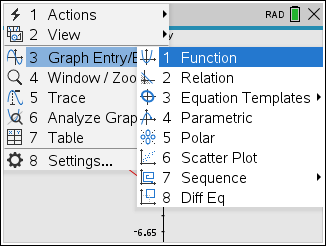 RAD
1 Actions
2 View
y
3 Graph Entry/E
4 Window / Zoo
5 Trace
6 Analyze Grap
7 Table
8 Settings...
1 Function
2 Relation
3 Equation Templates
4 Parametric
5 Polar
6 Scatter Plot
7 Sequence
8 Diff Eq
-6.65